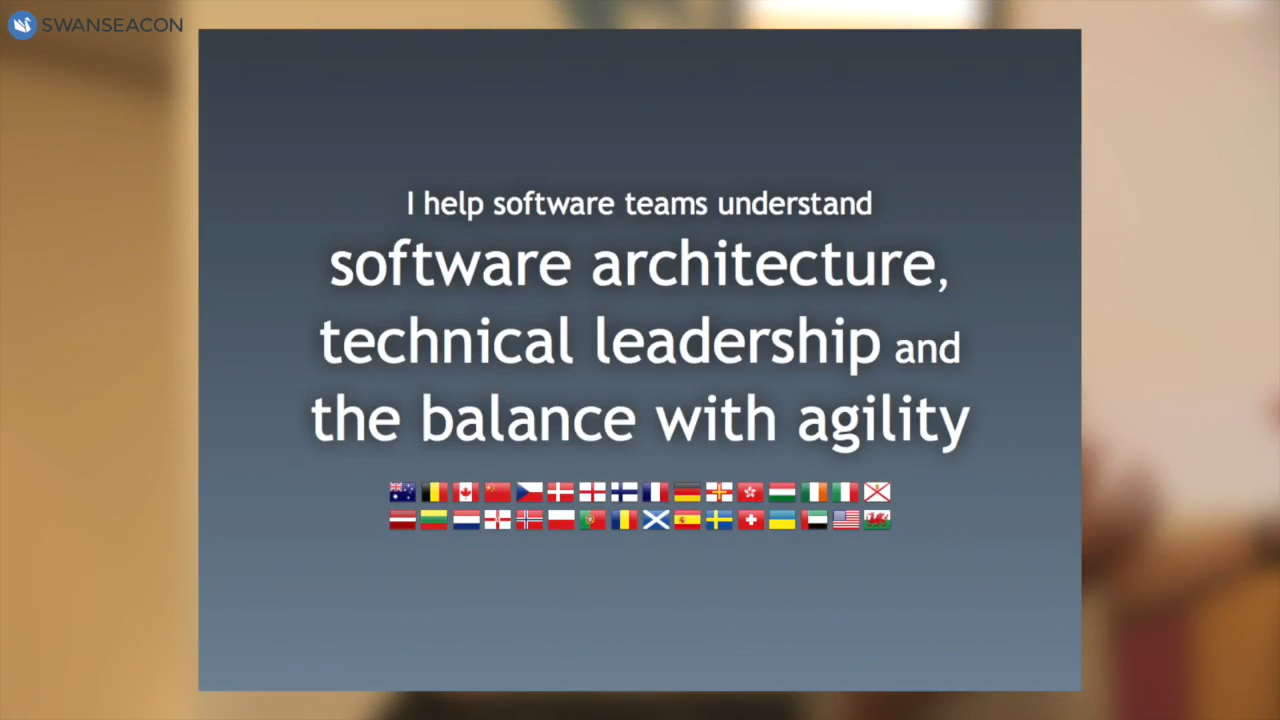 SWANSEACON
I help software teams understand
software architecture,
technical leadership and
the balance with agility